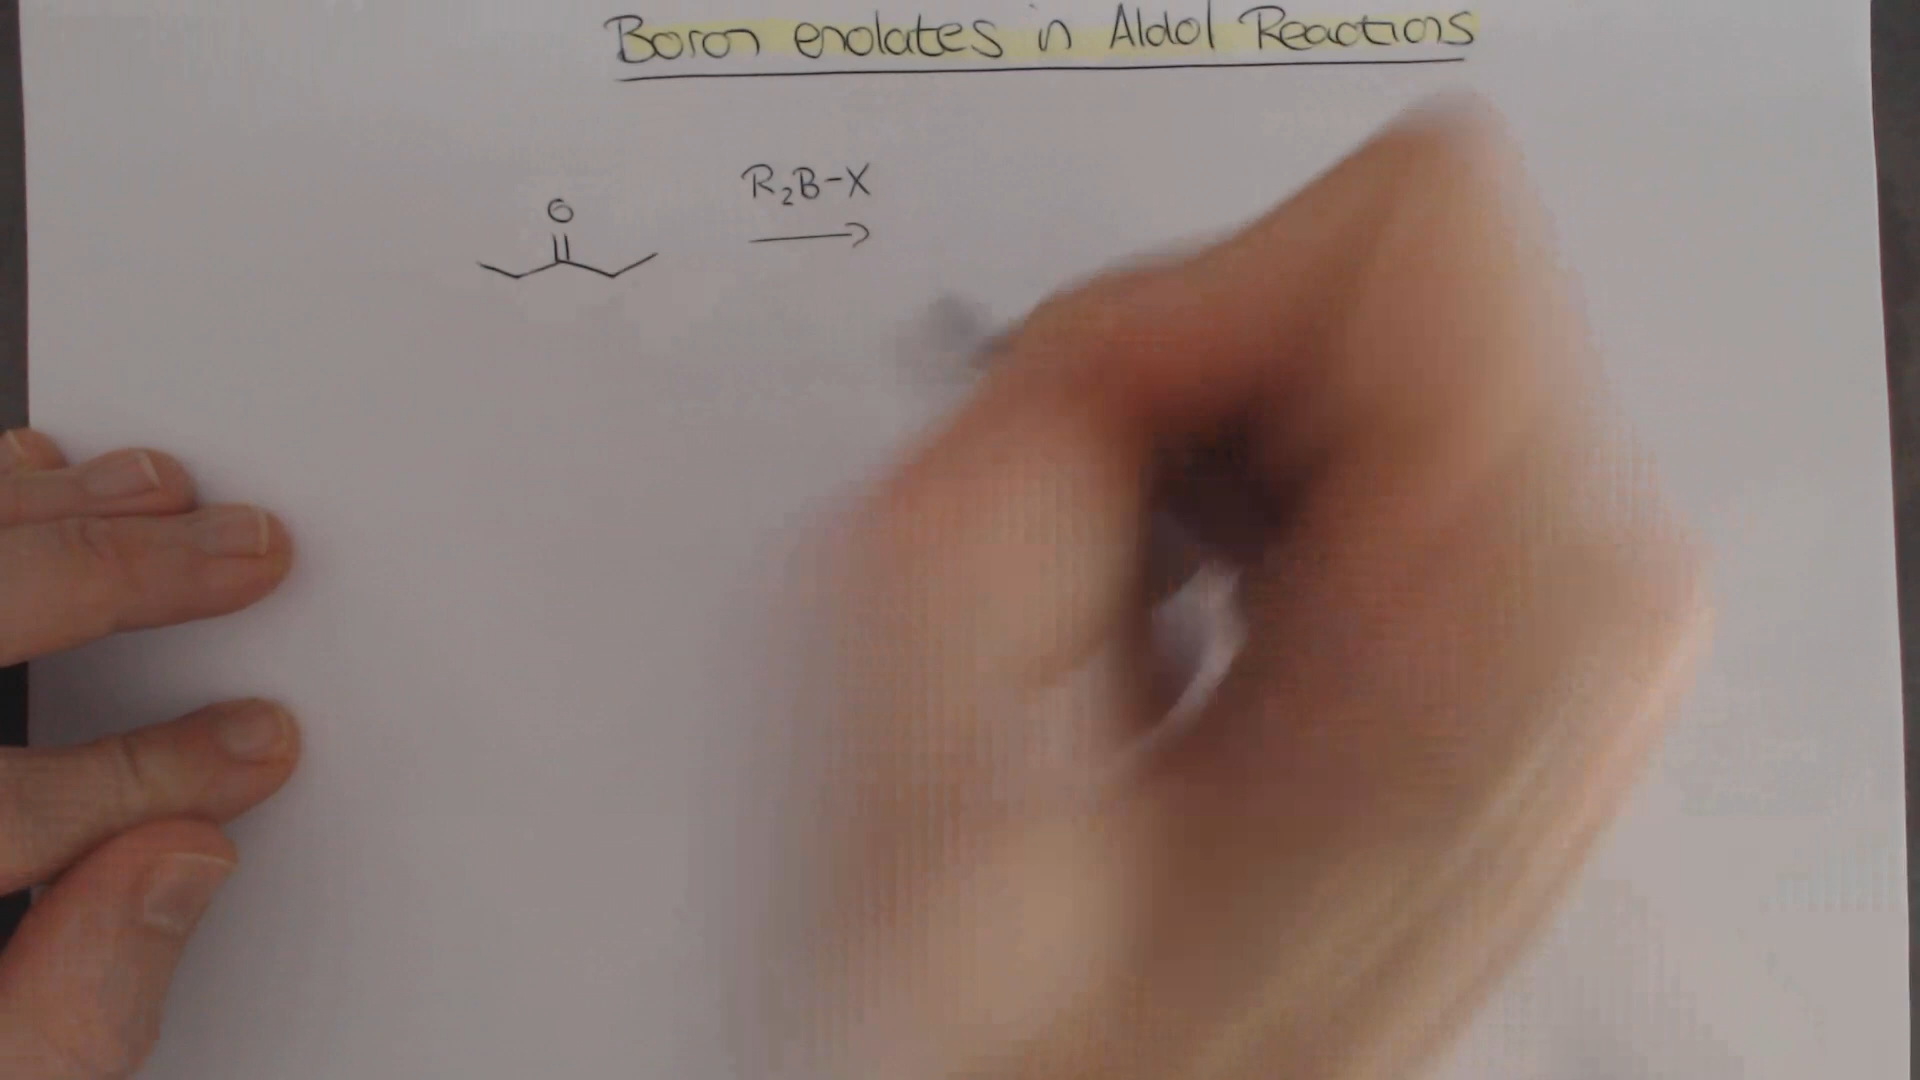 Boron enolates in Aldol Reactions
R₂B-X
O